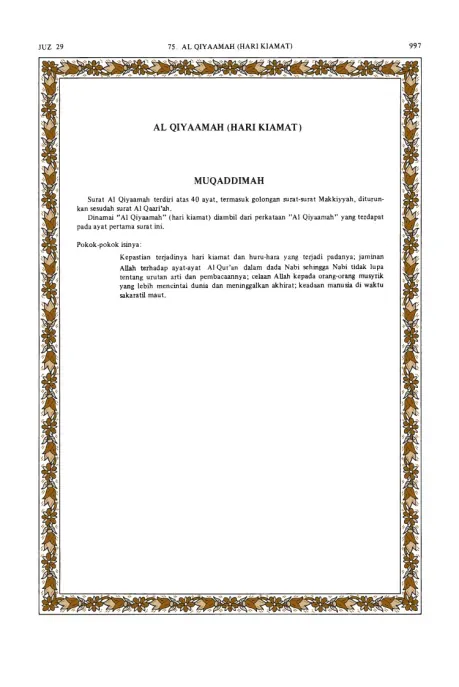 JUZ 29 75. AL QIYAAMAH (HARI KIAMAT) 997
AL QIYAAMAH (HARI KIAMAT)
MUQADDIMAH
Surat Al Qiyaamah terdiri atas 40 ayat, termasuk golongan surat-surat Makkiyyah, diturun-
kan sesudah surat Al Qaari'ah.
Dinamai "Al Qiyaamah" (hari kiamat) diambil dari perkataan "Al Qiyaamah" yang terdapat
pada ayat pertama surat ini.
Pokok-pokok isinya:
Kepastian terjadinya hari kiamat dan huru-hara yang terjadi padanya; jaminan
Allah terhadap ayat-ayat Al Qur'an dalam dada Nabi sehingga Nabi tidak lupa
tentang urutan arti dan pembacaannya; celaan Allah kepada orang-orang musyrik
yang lebih mencintai dunia dan meninggalkan akhirat; keadaan manusia di waktu
sakaratil maut.